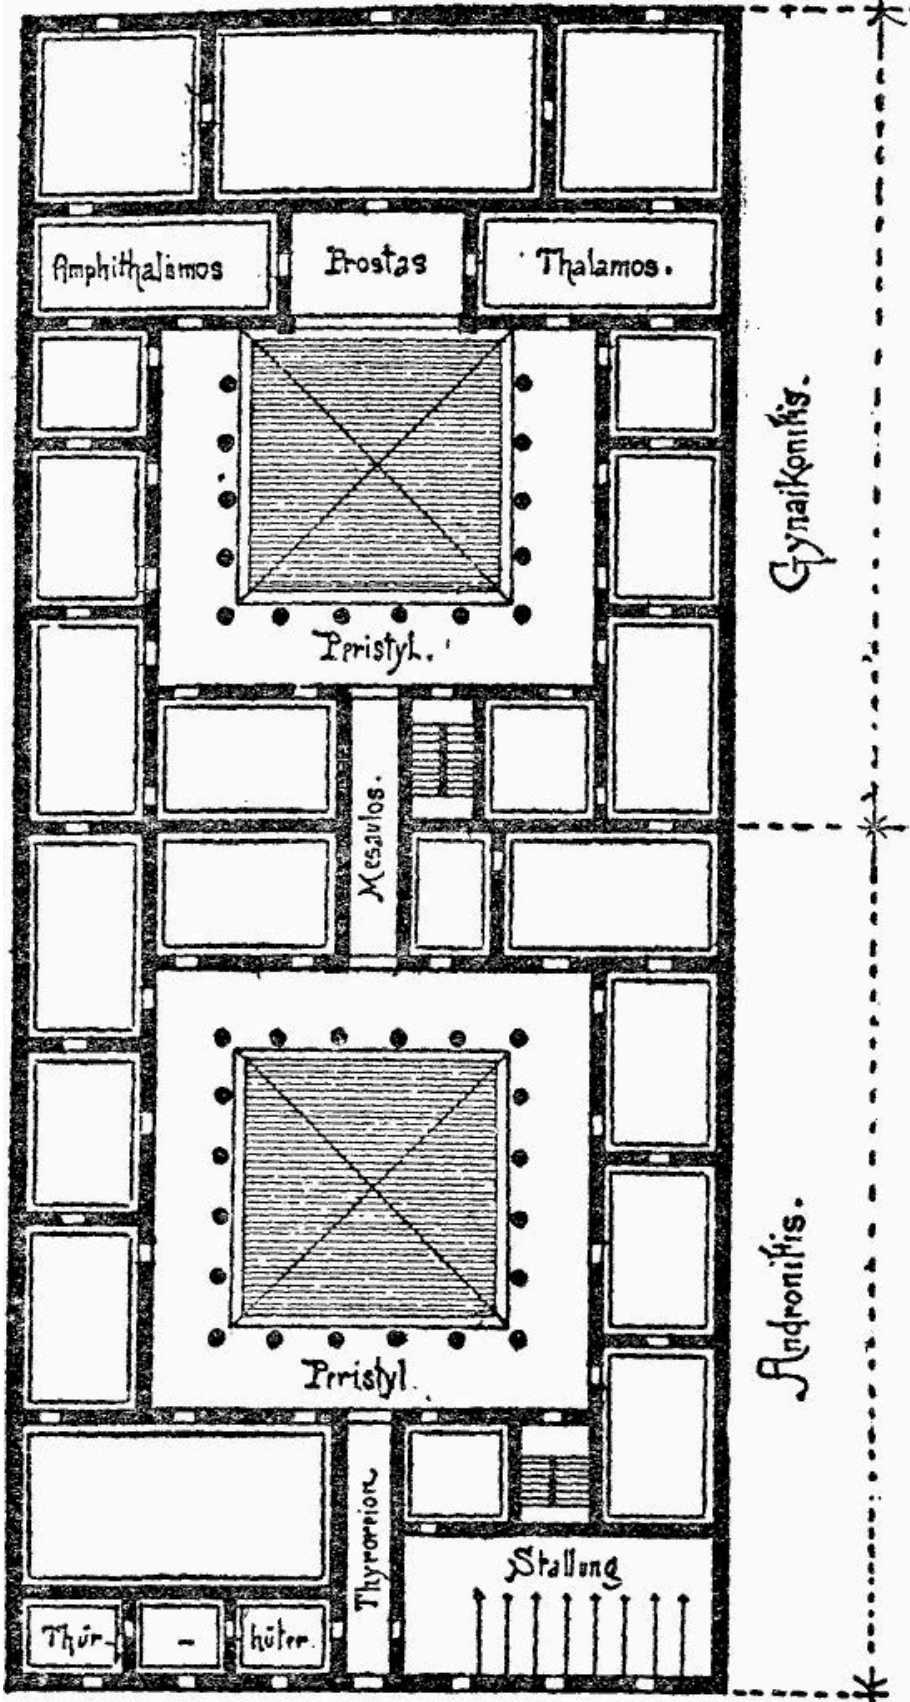 Amphithalamos
Prostas
Thalamos.
Gynaikonitis.
Peristyl.
Mesaulos.
Andronitis.
Peristyl.
Thyroreion
Stallung
Thür- - hüter.